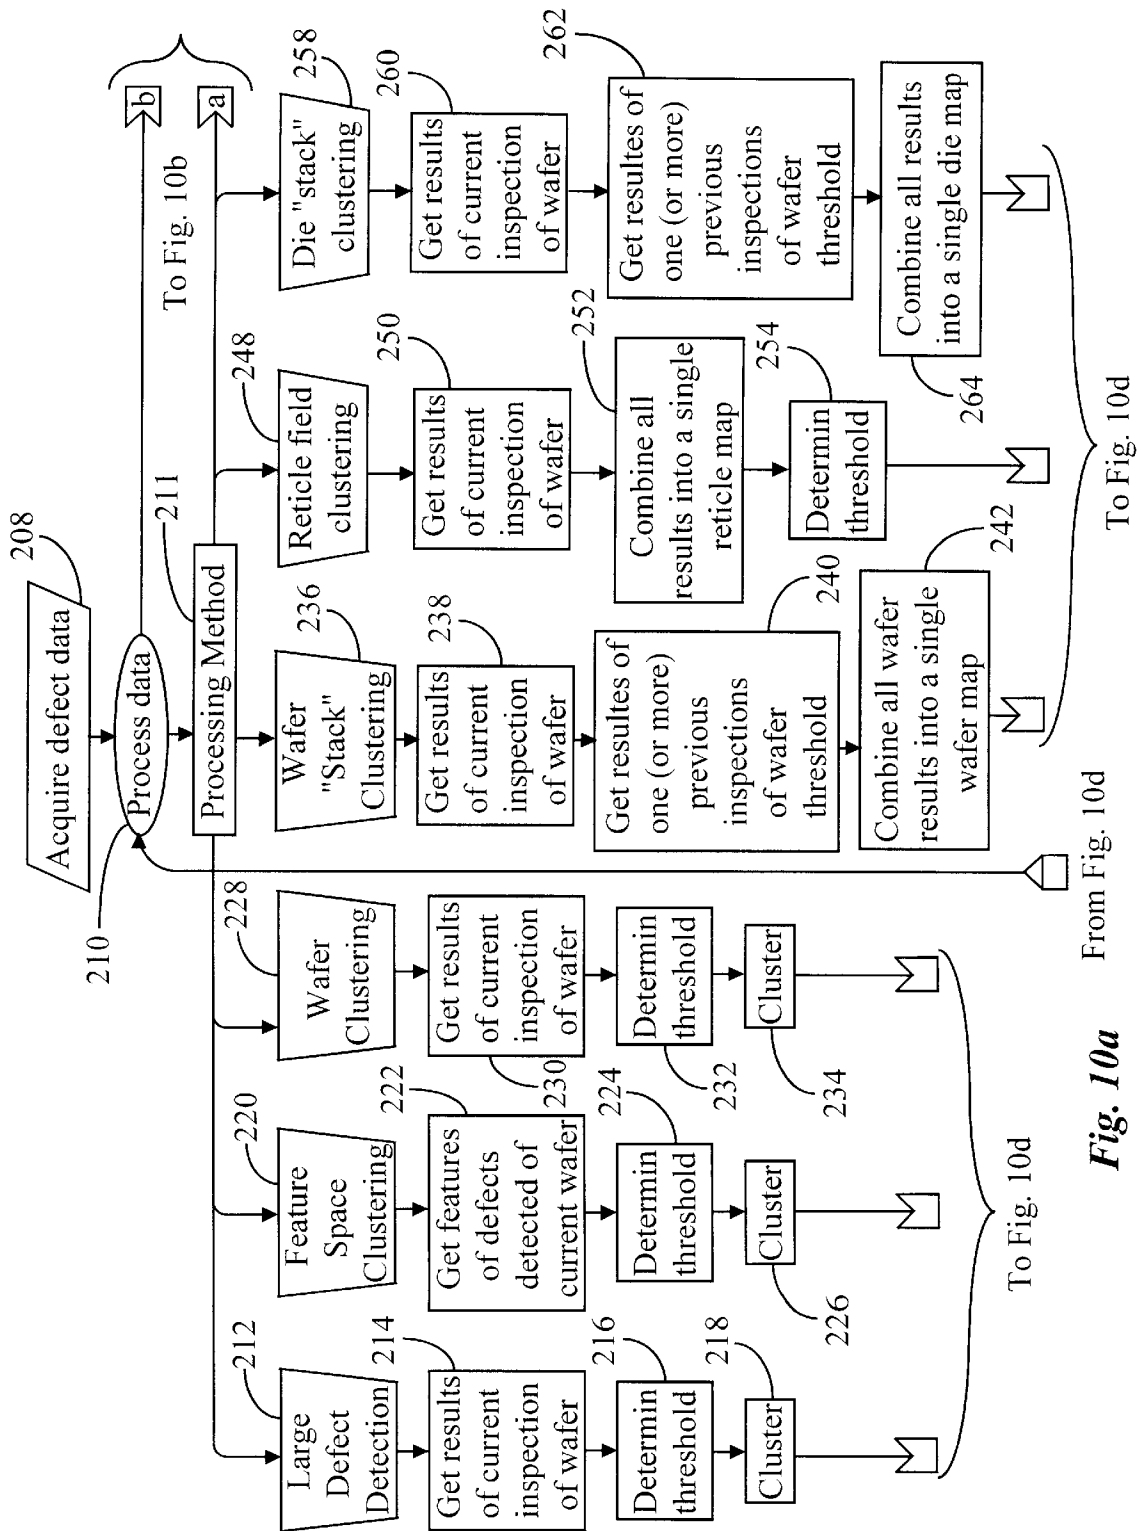 208
Acquire defect data
210
Process data
b
To Fig. 10b
211
Processing Method
a
212
Large
Defect
Detection
214
Get results
of current
inspection
of wafer
216
Determin
threshold
218
Cluster
220
Feature
Space
Clustering
222
Get features
of defects
detected of
current wafer
224
Determin
threshold
226
Cluster
228
Wafer
Clustering
230
Get results
of current
inspection
of wafer
232
Determin
threshold
234
Cluster
To Fig. 10d
From Fig. 10d
236
Wafer
"Stack"
Clustering
238
Get results
of current
inspection
of wafer
240
Get resultes of
one (or more)
previous
inspections
of wafer
threshold
242
Combine all wafer
results into a single
wafer map
248
Reticle field
clustering
250
Get results
of current
inspection
of wafer
252
Combine all
results into a single
reticle map
254
Determin
threshold
258
Die "stack"
clustering
260
Get results
of current
inspection
of wafer
262
Get resultes of
one (or more)
previous
inspections
of wafer
threshold
264
Combine all results
into a single die map
To Fig. 10d
Fig. 10a